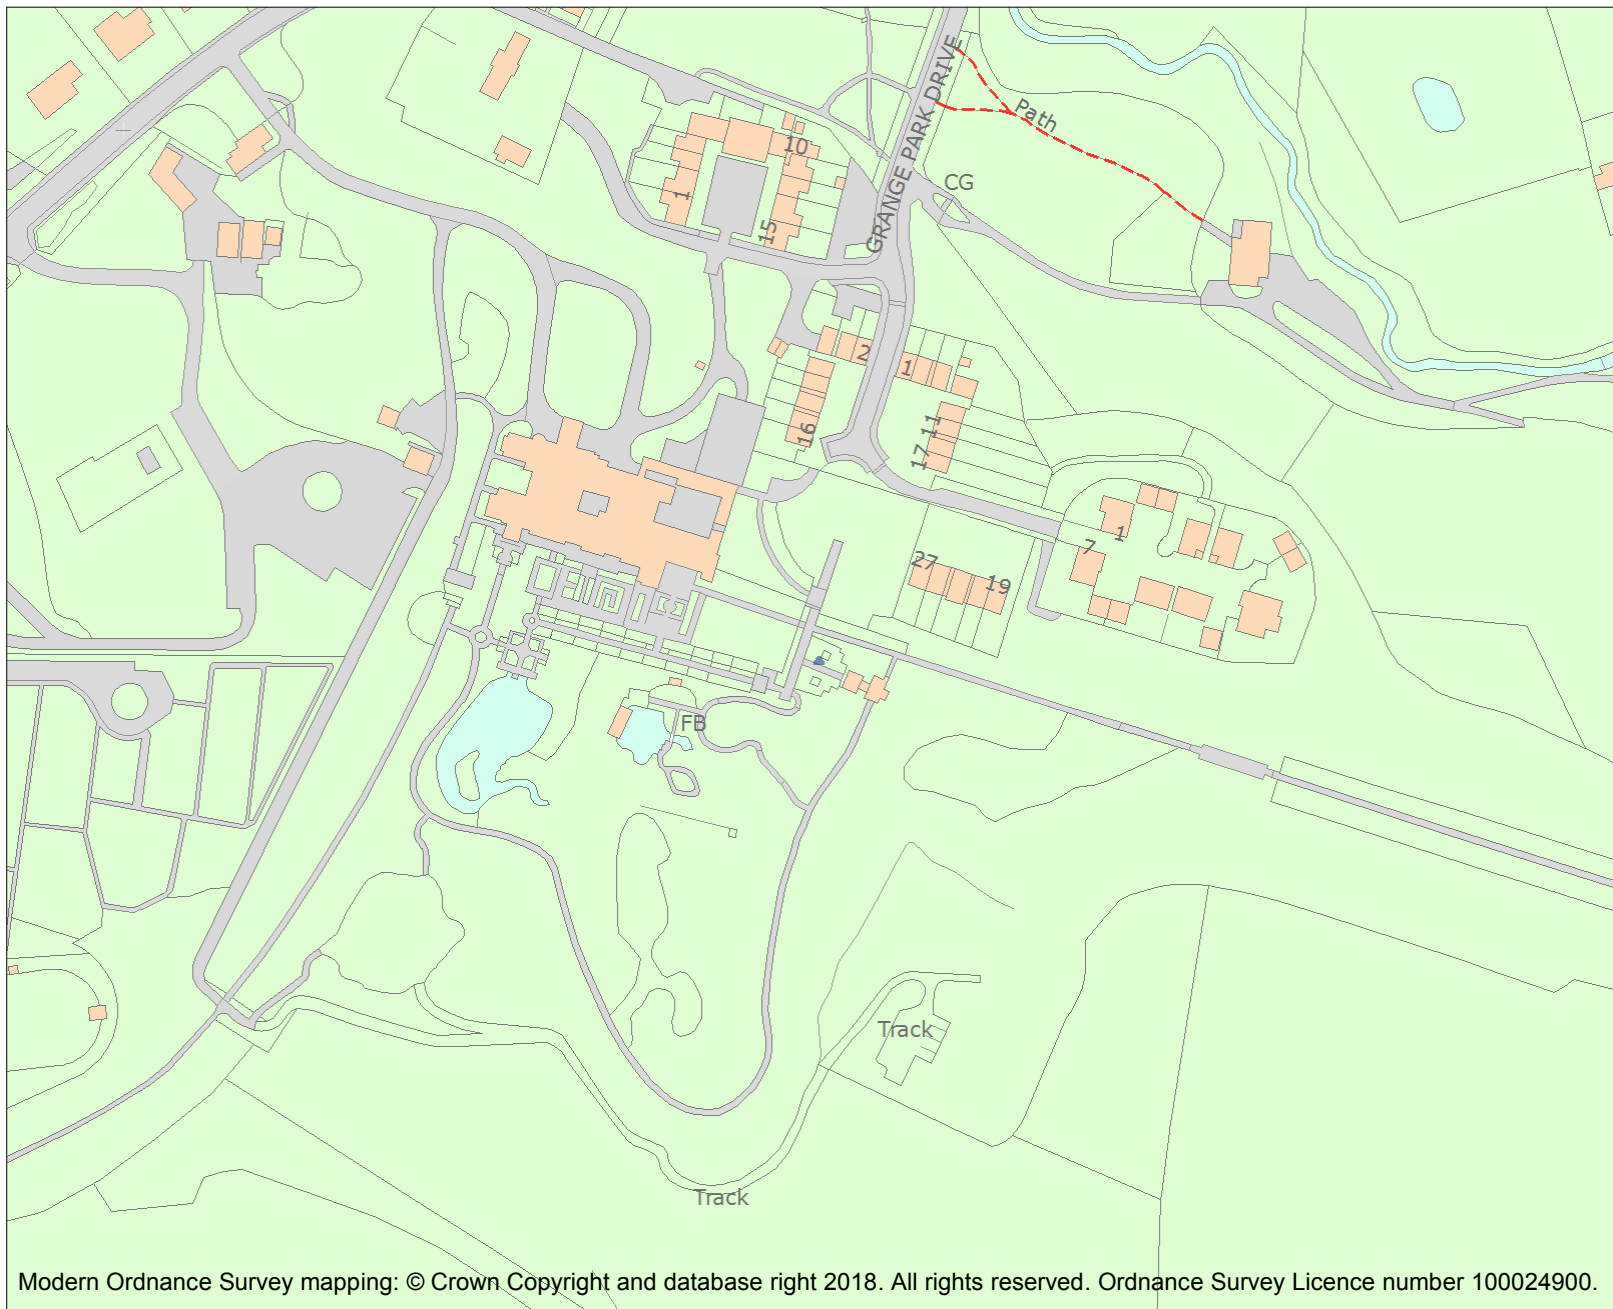 GRANGE PARK DRIVE
Path
10
1
CG
15
2
1
11
16
17
1
7
27
19
FB
Track
Track
Modern Ordnance Survey mapping: © Crown Copyright and database right 2018. All rights reserved. Ordnance Survey Licence number 100024900.